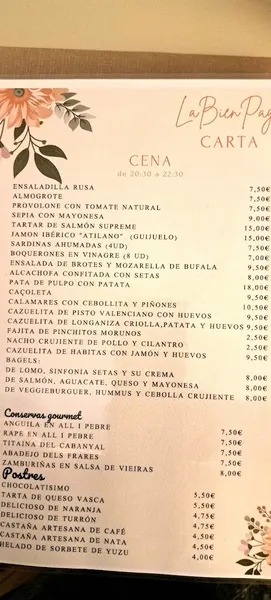 La Bien Pag
CARTA
CENA
de 20:30 a 22:30
ENSALADILLA RUSA 7,50€
ALMOGROTE 7,50€
PROVOLONE CON TOMATE NATURAL 7,50€
SEPIA CON MAYONESA 9,00€
TARTAR DE SALMÓN SUPREME 15,00€
JAMON IBÉRICO "ATILANO" (GUIJUELO) 15,00€
SARDINAS AHUMADAS (4UD) 7,50€
BOQUERONES EN VINAGRE (8 UD) 7,00€
ENSALADA DE BROTES Y MOZARELLA DE BUFALA 9,50€
ALCACHOFA CONFITADA CON SETAS 8,00€
PATA DE PULPO CON PATATA 18,00€
CAÇOLETA 9,50€
CALAMARES CON CEBOLLITA Y PIÑONES 10,50€
CAZUELITA DE PISTO VALENCIANO CON HUEVOS 9,50€
CAZUELITA DE LONGANIZA CRIOLLA,PATATA Y HUEVOS 9,50€
FAJITA DE PINCHITOS MORUNOS 2,50€
NACHO CRUJIENTE DE POLLO Y CILANTRO 2,50€
CAZUELITA DE HABITAS CON JAMÓN Y HUEVOS 9,50€
BAGELS:
DE LOMO, SINFONIA SETAS Y SU CREMA 8,00€
DE SALMÓN, AGUACATE, QUESO Y MAYONESA 8,00€
DE VEGGIEBURGUER, HUMMUS Y CEBOLLA CRUJIENTE 8,00€
Conservas gourmet
ANGUILA EN ALL I PEBRE 7,50€
RAPE EN ALL I PEBRE 7,50€
TITAINA DEL CABANYAL 7,50€
ABADEJO DELS FRARES 7,50€
ZAMBURIÑAS EN SALSA DE VIEIRAS 8,00€
Postres
CHOCOLATISIMO 5,50€
TARTA DE QUESO VASCA 5,50€
DELICIOSO DE NARANJA 4,75€
DELICIOSO DE TURRÓN 4,75€
CASTAÑA ARTESANA DE CAFÉ 4,50€
CASTAÑA ARTESANA DE NATA 4,50€
HELADO DE SORBETE DE YUZU 4,00€